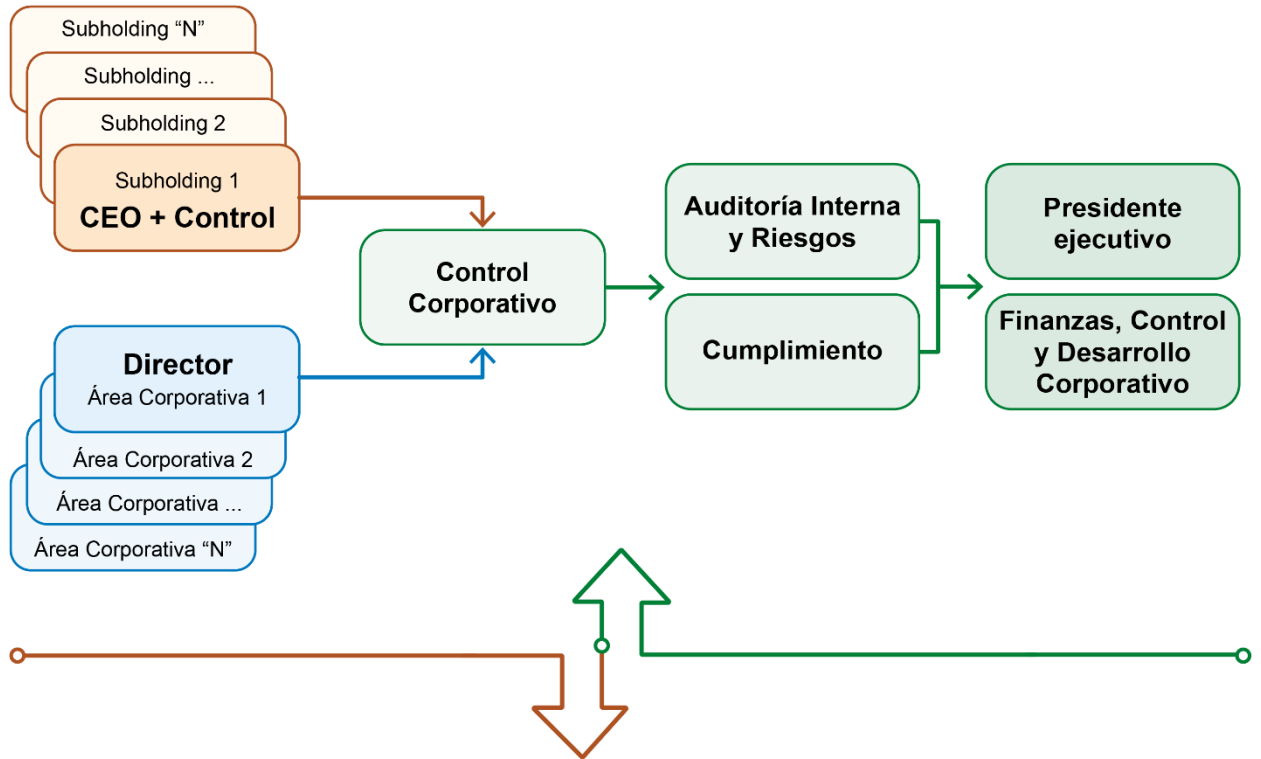 Subholding “N”
Subholding ...
Subholding 2
Subholding 1
CEO + Control
Director
Área Corporativa 1
Área Corporativa 2
Área Corporativa ...
Área Corporativa “N”
Control
Corporativo
Auditoría Interna
y Riesgos
Cumplimiento
Presidente
ejecutivo
Finanzas, Control
y Desarrollo
Corporativo